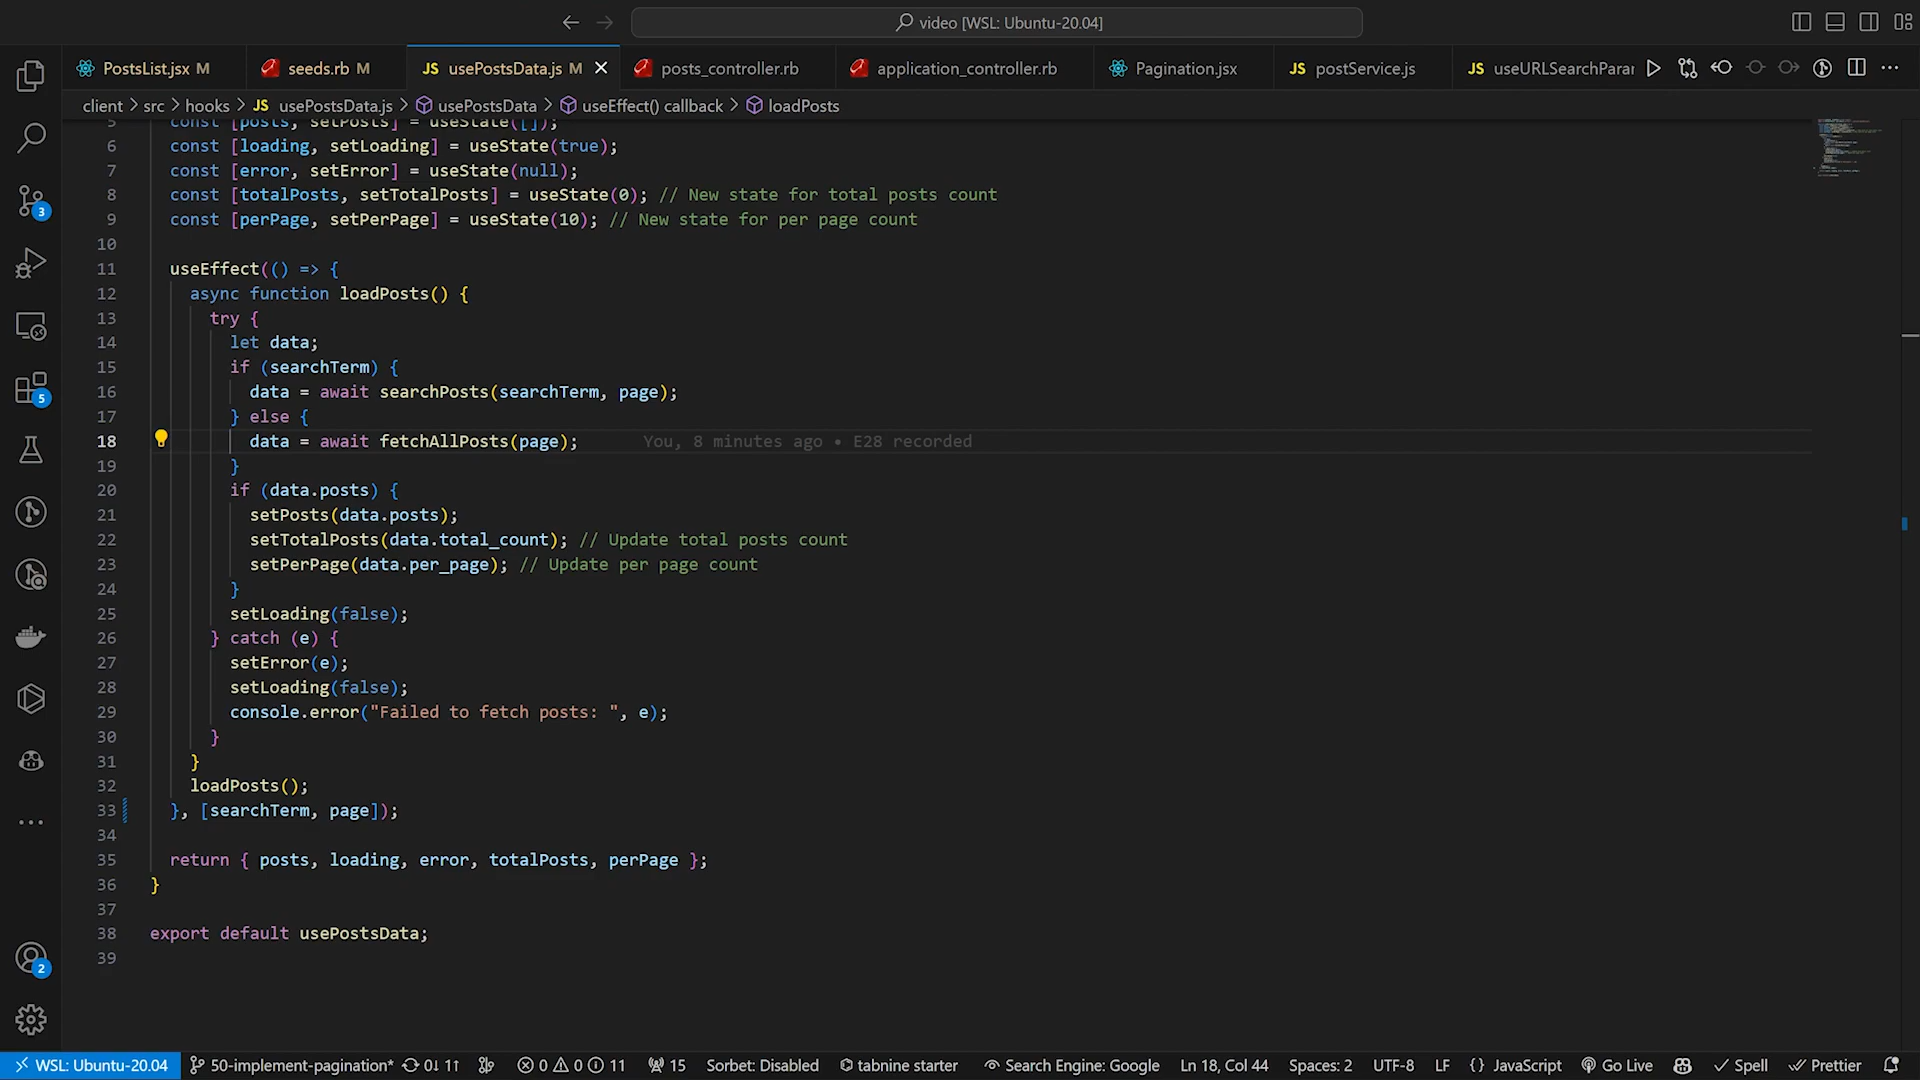 video [WSL: Ubuntu-20.04]
PostsList.jsx M
seeds.rb M
JS usePostsData.js M
posts_controller.rb
application_controller.rb
Pagination.jsx
JS postService.js
JS useURLSearchParar
client > src > hooks > JS usePostsData.js > usePostsData > useEffect() callback > loadPosts
5 const [posts, setPosts] = useState([]);
6 const [loading, setLoading] = useState(true);
7 const [error, setError] = useState(null);
8 const [totalPosts, setTotalPosts] = useState(0); // New state for total posts count
9 const [perPage, setPerPage] = useState(10); // New state for per page count
10
11 useEffect(() => {
12 async function loadPosts() {
13 try {
14 let data;
15 if (searchTerm) {
16 data = await searchPosts(searchTerm, page);
17 } else {
18 data = await fetchAllPosts(page); You, 8 minutes ago • E28 recorded
19 }
20 if (data.posts) {
21 setPosts(data.posts);
22 setTotalPosts(data.total_count); // Update total posts count
23 setPerPage(data.per_page); // Update per page count
24 }
25 setLoading(false);
26 } catch (e) {
27 setError(e);
28 setLoading(false);
29 console.error("Failed to fetch posts: ", e);
30 }
31 }
32 loadPosts();
33 }, [searchTerm, page]);
34
35 return { posts, loading, error, totalPosts, perPage };
36 }
37
38 export default usePostsData;
39
3
5
2
WSL: Ubuntu-20.04 50-implement-pagination* 0↓ 1↑ 0 0 11 15 Sorbet: Disabled tabnine starter Search Engine: Google Ln 18, Col 44 Spaces: 2 UTF-8 LF {} JavaScript Go Live Spell Prettier